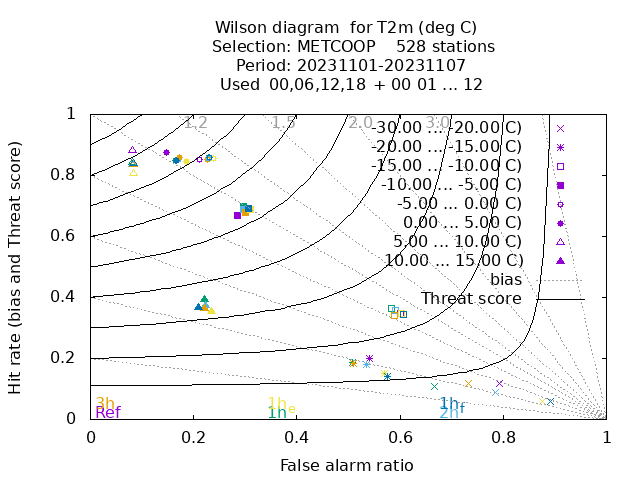 Wilson diagram  for T2m (deg C)
Selection: METCOOP    528 stations
Period: 20231101-20231107
Used  00,06,12,18  + 00 01 ... 12
1
1.2
1.5
2.0
3.0
-30.00 ... -20.00 C)
-20.00 ... -15.00 C)
-15.00 ... -10.00 C)
0.8
-10.00 ... -5.00 C)
-5.00 ... 0.00 C)
0.00 ... 5.00 C)
0.6
5.00 ... 10.00 C)
10.00 ... 15.00 C)
bias
0.4
Threat score
0.2
3h
1h_e
1h_f
0
Ref
1h
2h
0
0.2
0.4
0.6
0.8
1
False alarm ratio
Hit rate (bias and Threat score)